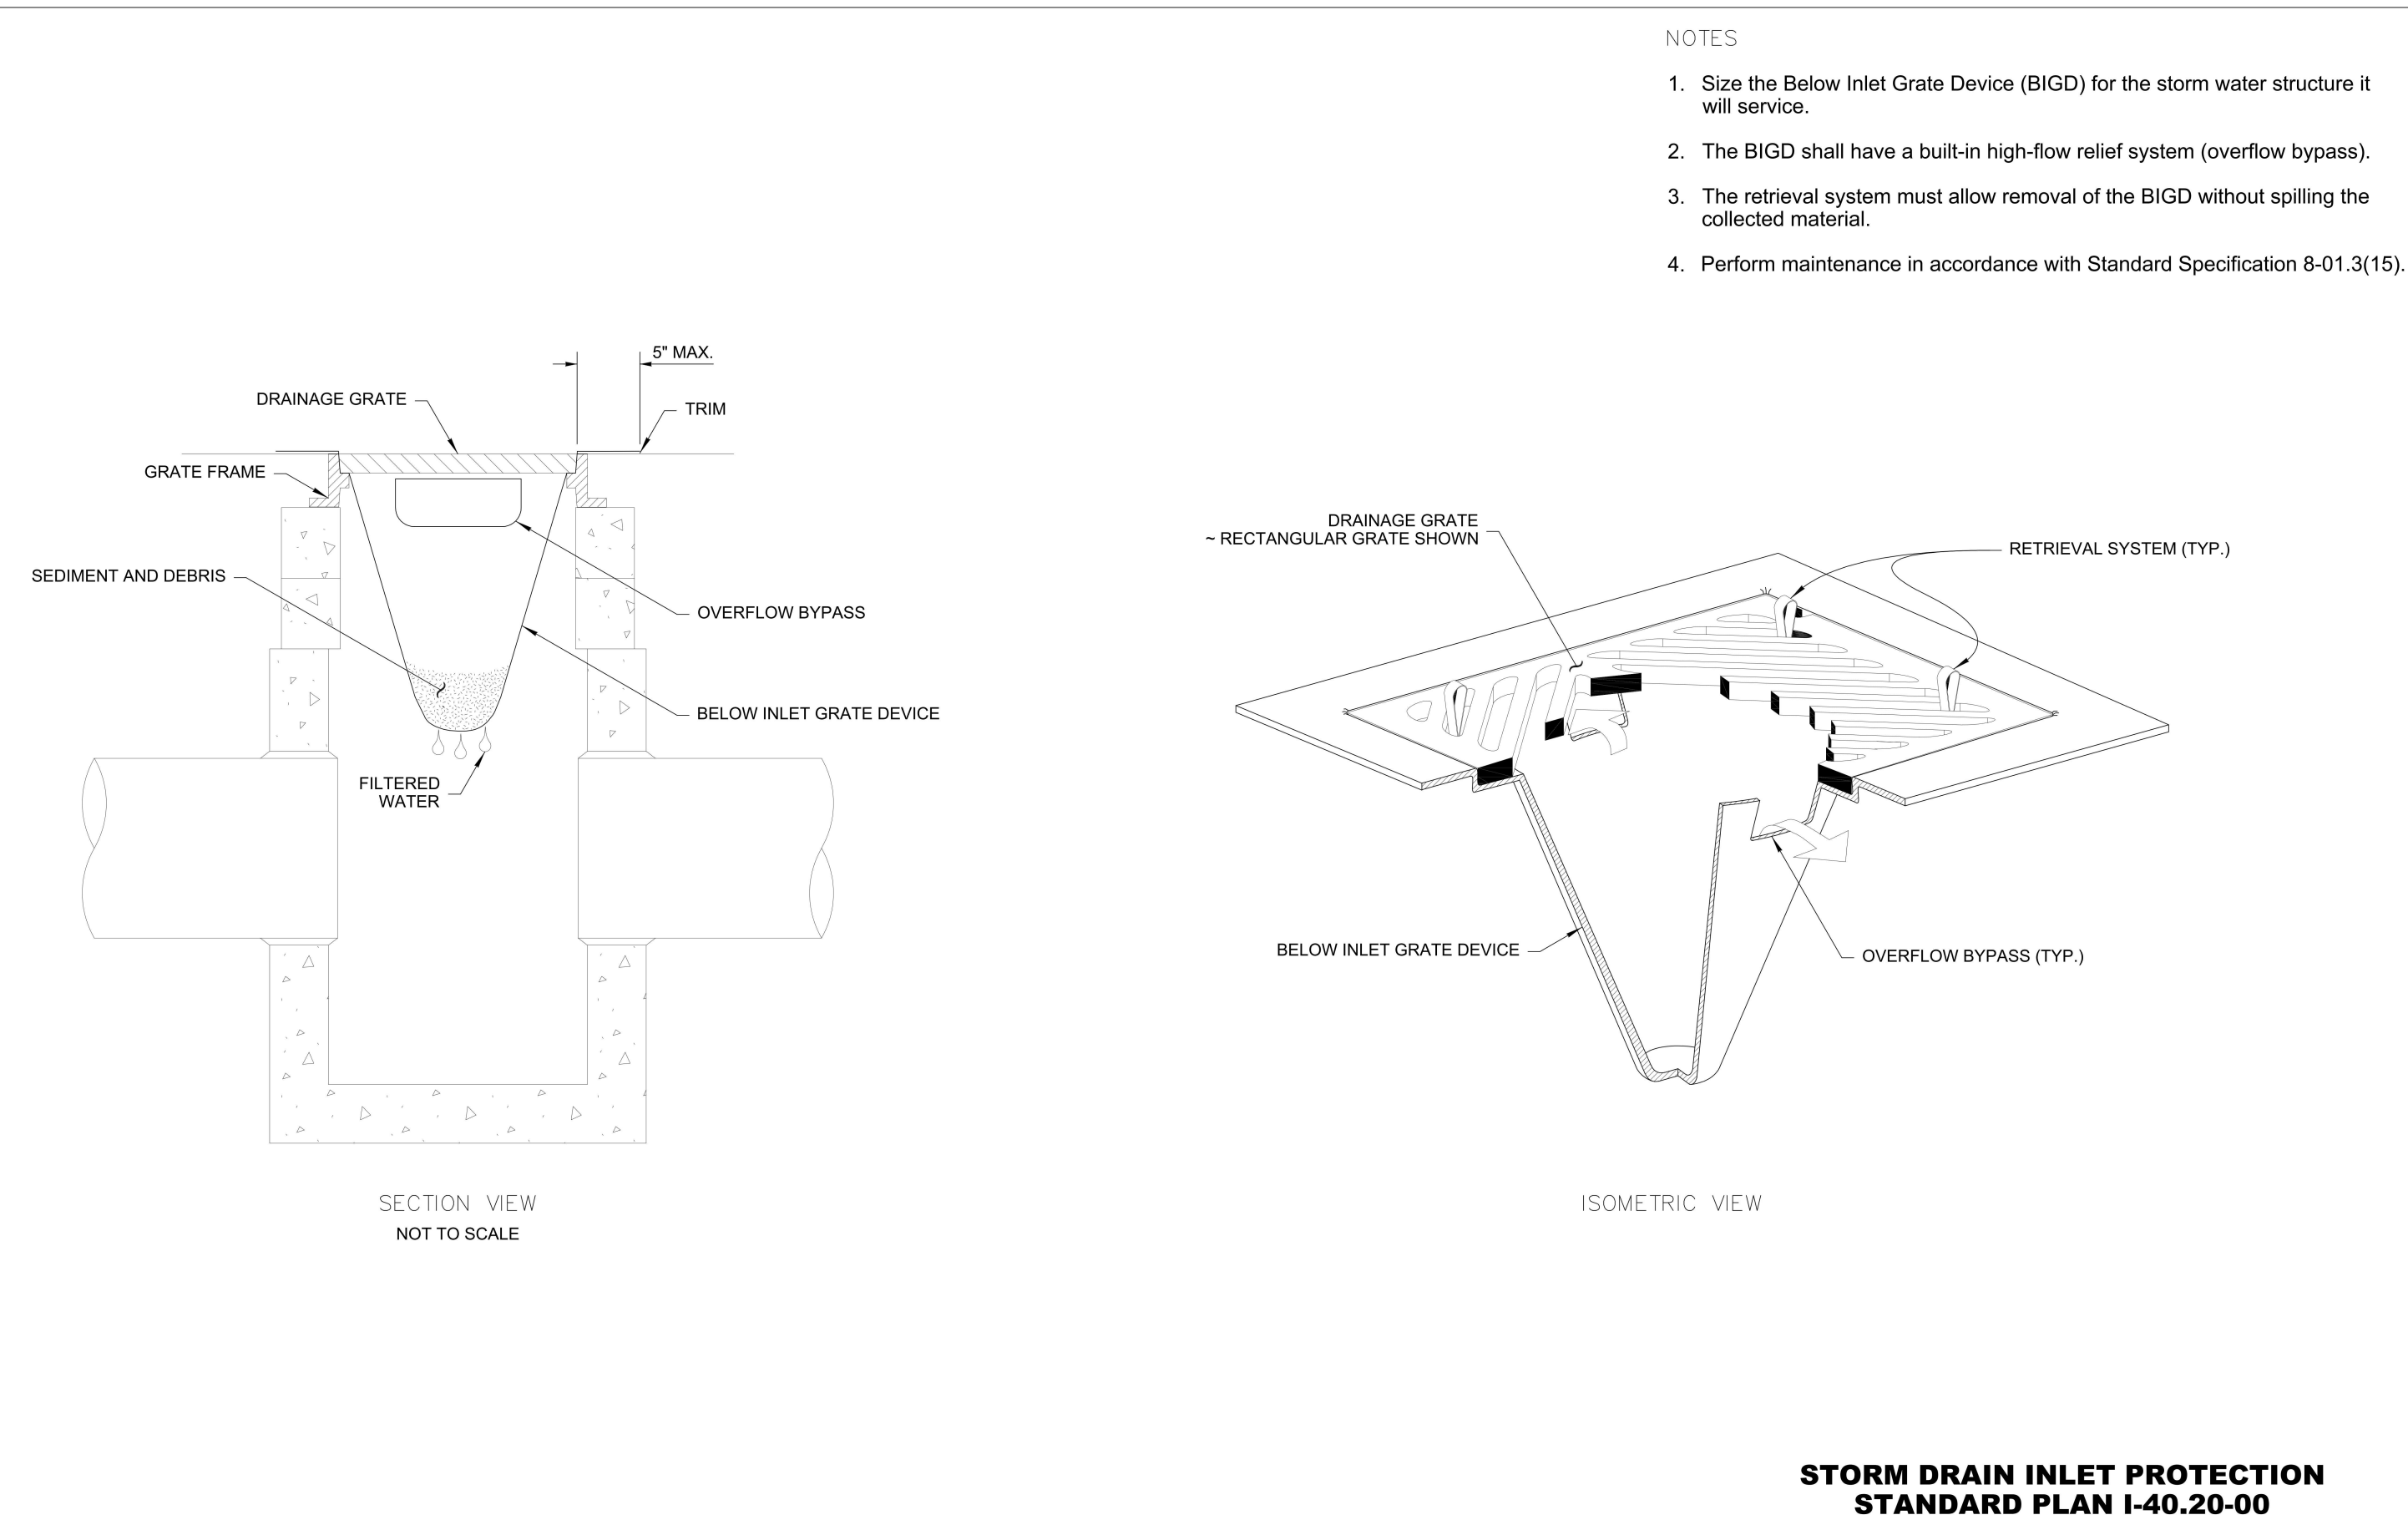 NOTES
1. Size the Below Inlet Grate Device (BIGD) for the storm water structure it
will service.
2. The BIGD shall have a built-in high-flow relief system (overflow bypass).
3. The retrieval system must allow removal of the BIGD without spilling the
collected material.
4. Perform maintenance in accordance with Standard Specification 8-01.3(15).
5" MAX.
DRAINAGE GRATE
TRIM
GRATE FRAME
SEDIMENT AND DEBRIS
OVERFLOW BYPASS
BELOW INLET GRATE DEVICE
FILTERED
WATER
SECTION VIEW
NOT TO SCALE
DRAINAGE GRATE
~ RECTANGULAR GRATE SHOWN
RETRIEVAL SYSTEM (TYP.)
BELOW INLET GRATE DEVICE
OVERFLOW BYPASS (TYP.)
ISOMETRIC VIEW
STORM DRAIN INLET PROTECTION
STANDARD PLAN I-40.20-00